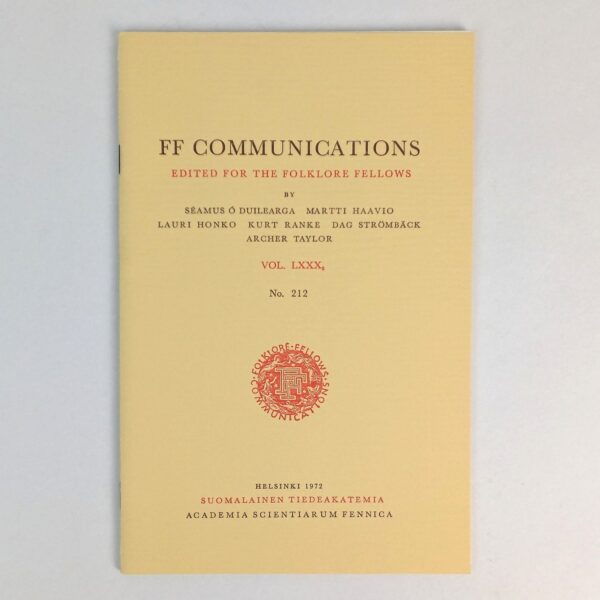 FF COMMUNICATIONS
EDITED FOR THE FOLKLORE FELLOWS
BY
SÉAMUS Ó DUILEARGA MARTTI HAAVIO
LAURI HONKO KURT RANKE DAG STRÖMBÄCK
ARCHER TAYLOR
VOL. LXXX₂
No. 212
FOLKLORE · FELLOWS · COMMUNICATIONS
FF
HELSINKI 1972
SUOMALAINEN TIEDEAKATEMIA
ACADEMIA SCIENTIARUM FENNICA